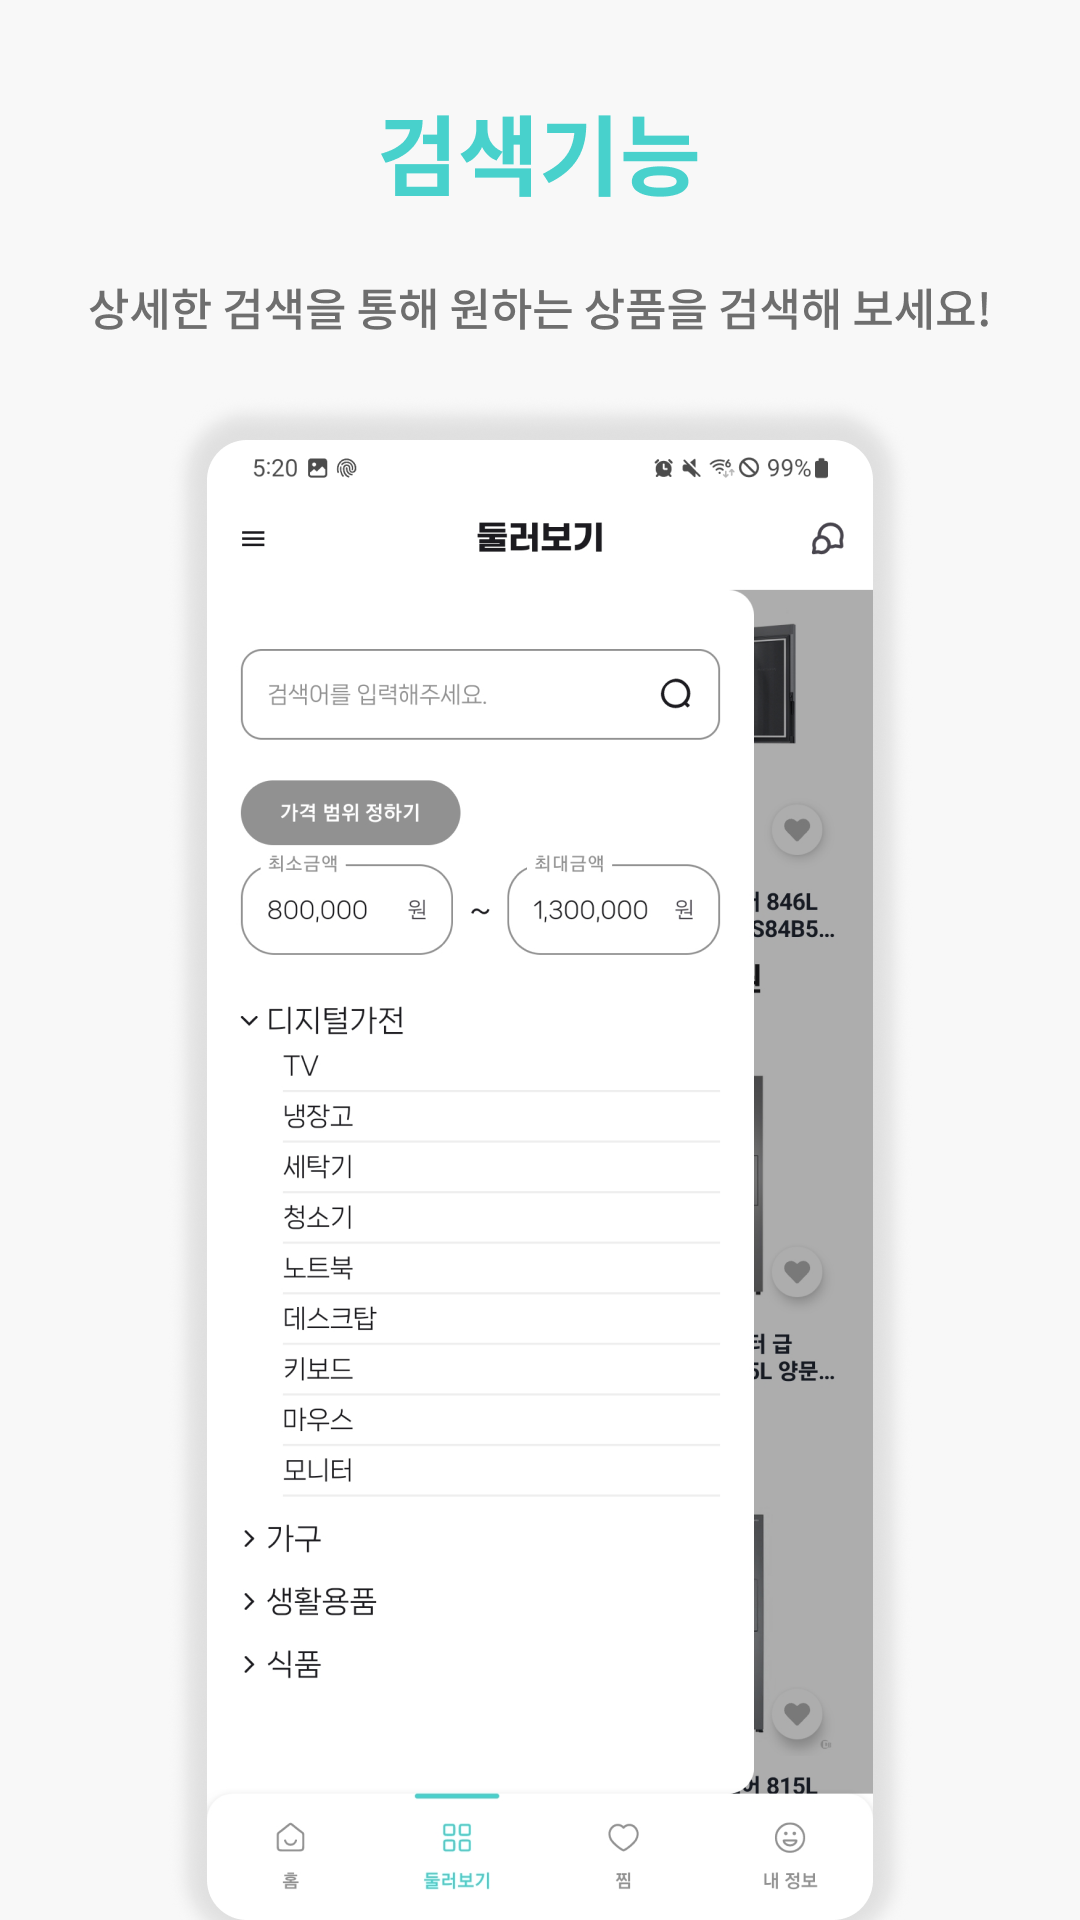 검색기능
상세한 검색을 통해 원하는 상품을 검색해 보세요!
5:20
99%
둘러보기
검색어를 입력해주세요.
가격 범위 정하기
최소금액
최대금액
800,000 원 ~ 1,300,000 원
846L
S84B5...
디지털가전
TV
냉장고
세탁기
청소기
노트북
데스크탑
키보드
마우스
모니터
터 급
5L 양문...
가구
생활용품
식품
어 815L
홈
둘러보기
찜
내 정보